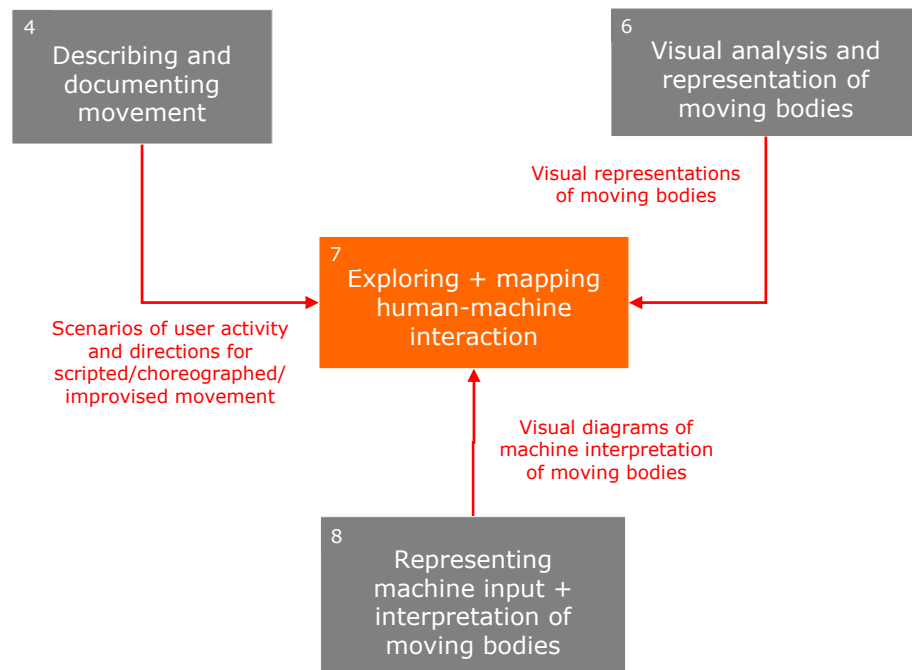 4
Describing and
documenting
movement
6
Visual analysis and
representation of
moving bodies
Visual representations
of moving bodies
7
Exploring + mapping
human-machine
interaction
Scenarios of user activity
and directions for
scripted/choreographed/
improvised movement
Visual diagrams of
machine interpretation
of moving bodies
8
Representing
machine input +
interpretation of
moving bodies